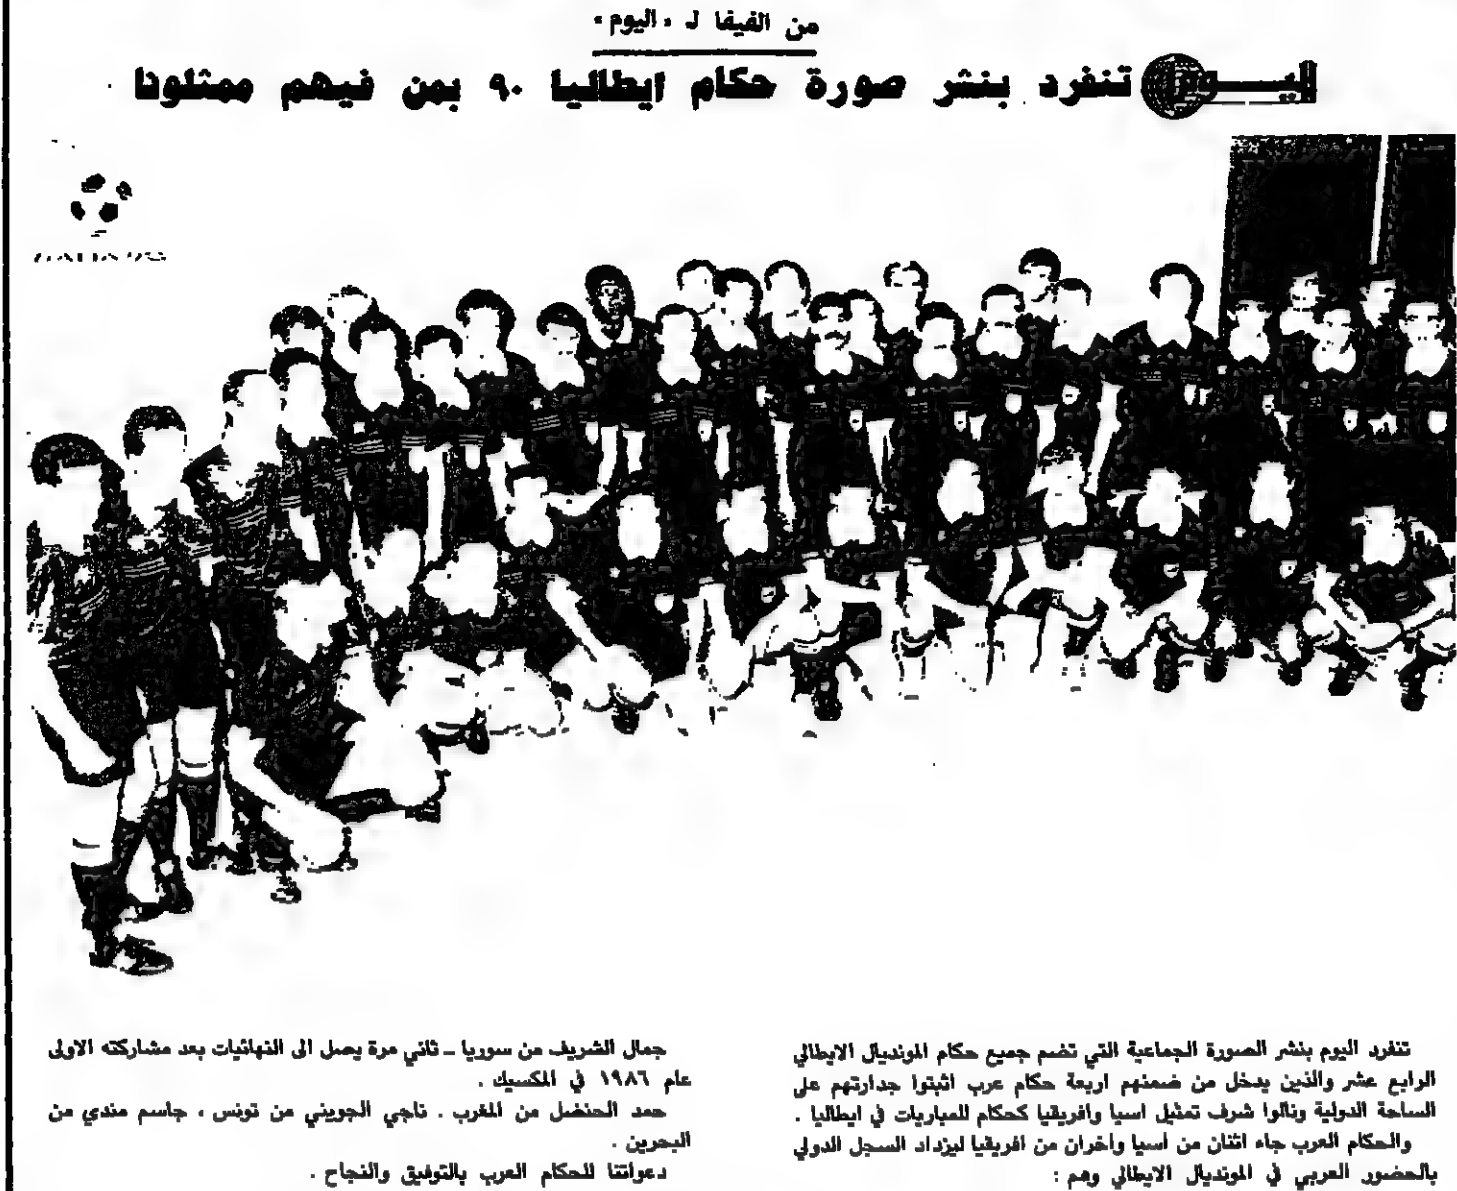 من الفيفا لـ «اليوم»
اليوم تنفرد بنشر صورة حكام ايطاليا ٩٠ بمن فيهم ممثلونا
ITALIA '90
تنفرد اليوم بنشر الصورة الجماعية التي تضم جميع حكام المونديال الايطالي
الرابع عشر والذين يدخل من ضمنهم اربعة حكام عرب اثبتوا جدارتهم على
الساحة الدولية ونالوا شرف تمثيل اسيا وافريقيا كحكام للمباريات في ايطاليا .
والحكام العرب جاء اثنان من اسيا واخران من افريقيا ليزداد السجل الدولي
بالحضور العربي في المونديال الايطالي وهم :
جمال الشريف من سوريا ــ ثاني مرة يصل الى النهائيات بعد مشاركته الاولى
عام ١٩٨٦ في المكسيك .
حمد الحنضل من المغرب . ناجي الجويني من تونس ، جاسم مندي من
البحرين .
دعواتنا للحكام العرب بالتوفيق والنجاح .